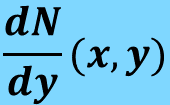 dN
dy (x, y)